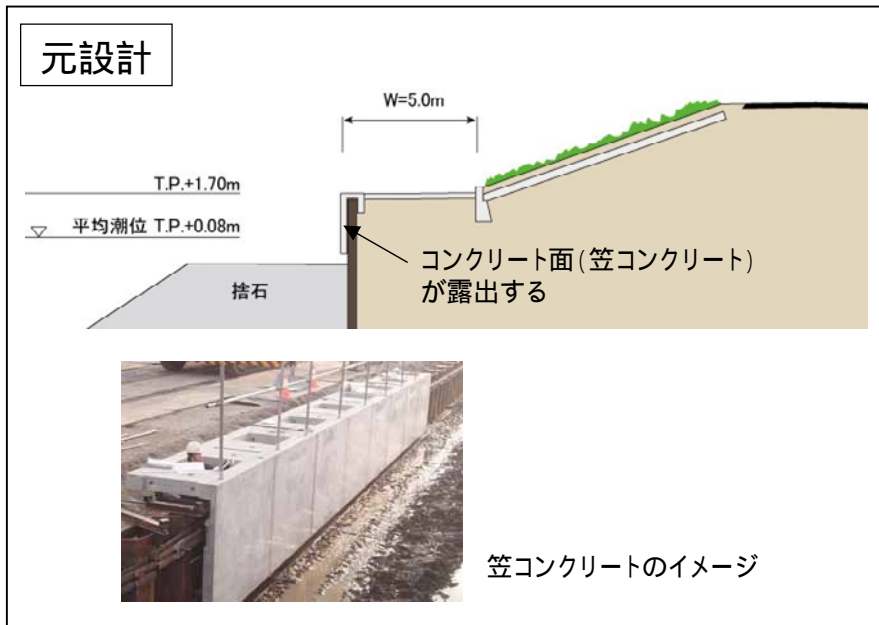 元設計
W=5.0m
T.P.+1.70m
平均潮位 T.P.+0.08m
コンクリート面(笠コンクリート)
が露出する
捨石
笠コンクリートのイメージ